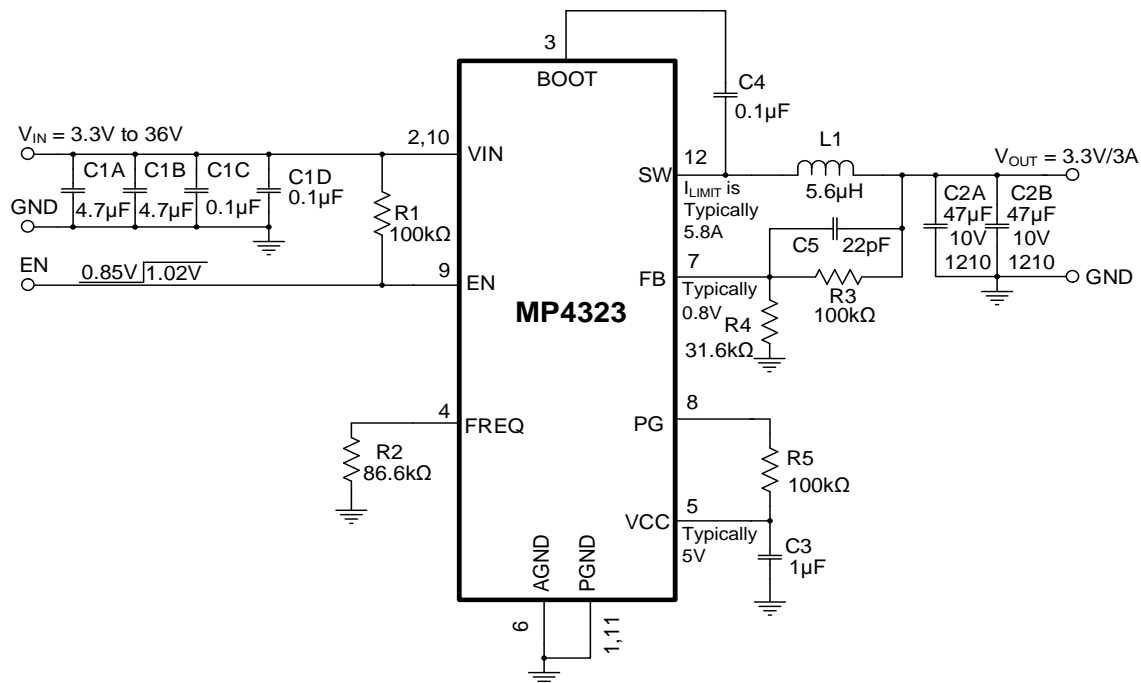 3
BOOT
C4
0.1µF
V_IN = 3.3V to 36V
2,10
VIN
C1A
C1B
C1C
C1D
4.7µF
4.7µF
0.1µF
0.1µF
GND
R1
100kΩ
EN
0.85V
1.02V
9
EN
12
SW
I_LIMIT is
Typically
5.8A
L1
5.6µH
V_OUT = 3.3V/3A
C2A
47µF
10V
1210
C2B
47µF
10V
1210
GND
C5
22pF
7
FB
Typically
0.8V
R3
100kΩ
R4
31.6kΩ
MP4323
4
FREQ
R2
86.6kΩ
8
PG
R5
100kΩ
5
VCC
Typically
5V
C3
1µF
AGND
PGND
6
1,11